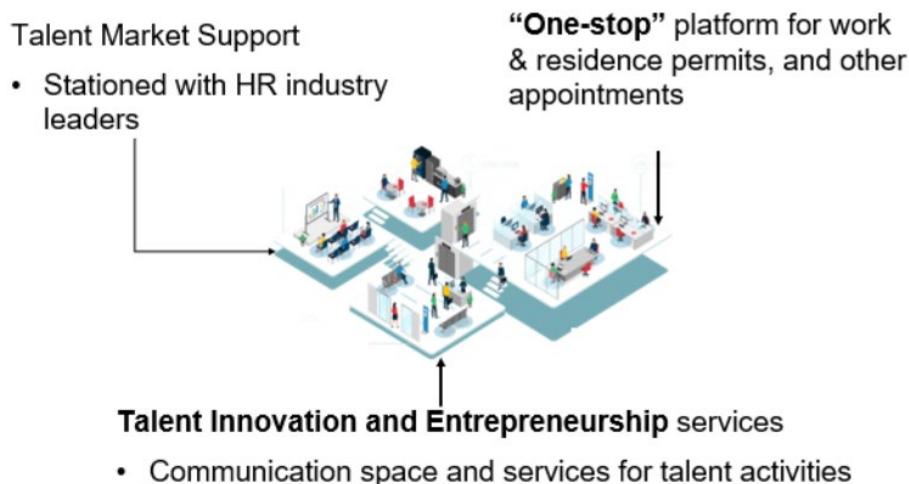 Talent Market Support
• Stationed with HR industry
leaders
“One-stop” platform for work
& residence permits, and other
appointments
Talent Innovation and Entrepreneurship services
• Communication space and services for talent activities